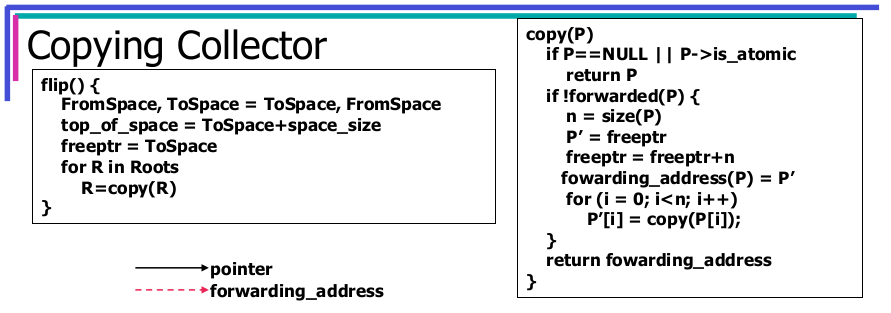 Copying Collector
flip() {
FromSpace, ToSpace = ToSpace, FromSpace
top_of_space = ToSpace+space_size
freeptr = ToSpace
for R in Roots
R=copy(R)
}
pointer
forwarding_address
copy(P)
if P==NULL || P->is_atomic
return P
if !forwarded(P) {
n = size(P)
P’ = freeptr
freeptr = freeptr+n
fowarding_address(P) = P’
for (i = 0; i<n; i++)
P’[i] = copy(P[i]);
}
return fowarding_address
}